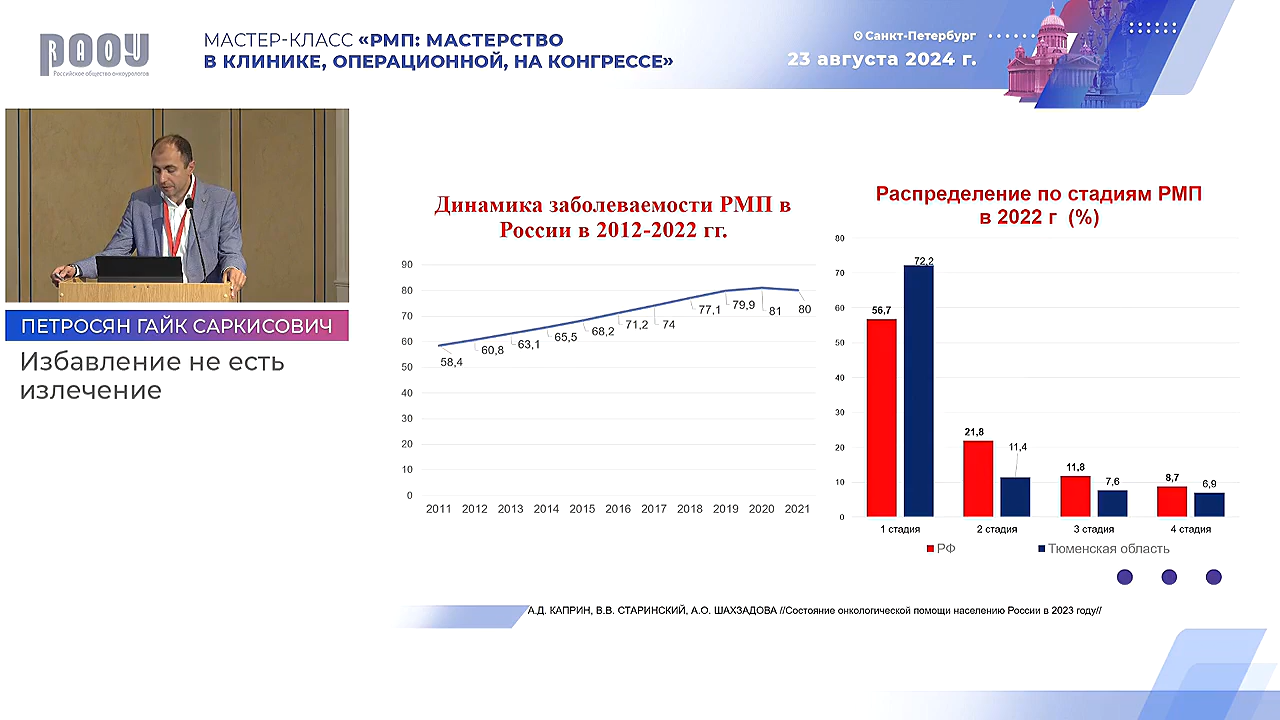 РАОУ
Российское общество онкоурологов
МАСТЕР-КЛАСС «РМП: МАСТЕРСТВО
В КЛИНИКЕ, ОПЕРАЦИОННОЙ, НА КОНГРЕССЕ»
Санкт-Петербург
23 августа 2024 г.
ПЕТРОСЯН ГАЙК САРКИСОВИЧ
Избавление не есть
излечение
Динамика заболеваемости РМП в
России в 2012-2022 гг.
90
80
70
60
50
40
30
20
10
0
58,4
60,8
63,1
65,5
68,2
71,2
74
77,1
79,9
81
80
2011 2012 2013 2014 2015 2016 2017 2018 2019 2020 2021
Распределение по стадиям РМП
в 2022 г (%)
80
70
60
50
40
30
20
10
0
56,7
72,2
21,8
11,4
11,8
7,6
8,7
6,9
1 стадия 2 стадия 3 стадия 4 стадия
РФ Тюменская область
А.Д. КАПРИН, В.В. СТАРИНСКИЙ, А.О. ШАХЗАДОВА //Состояние онкологической помощи населению России в 2023 году//